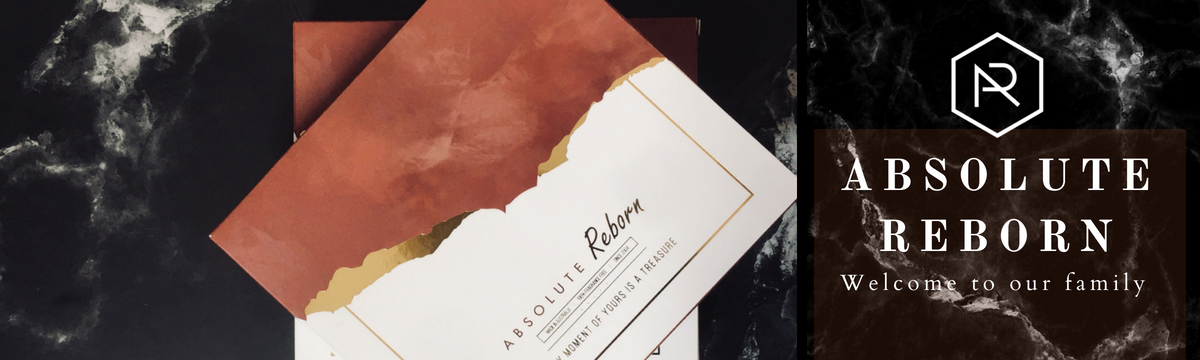 ABSOLUTE Reborn
MOMENT OF YOURS IS A TREASURE
AR
ABSOLUTE
REBORN
Welcome to our family